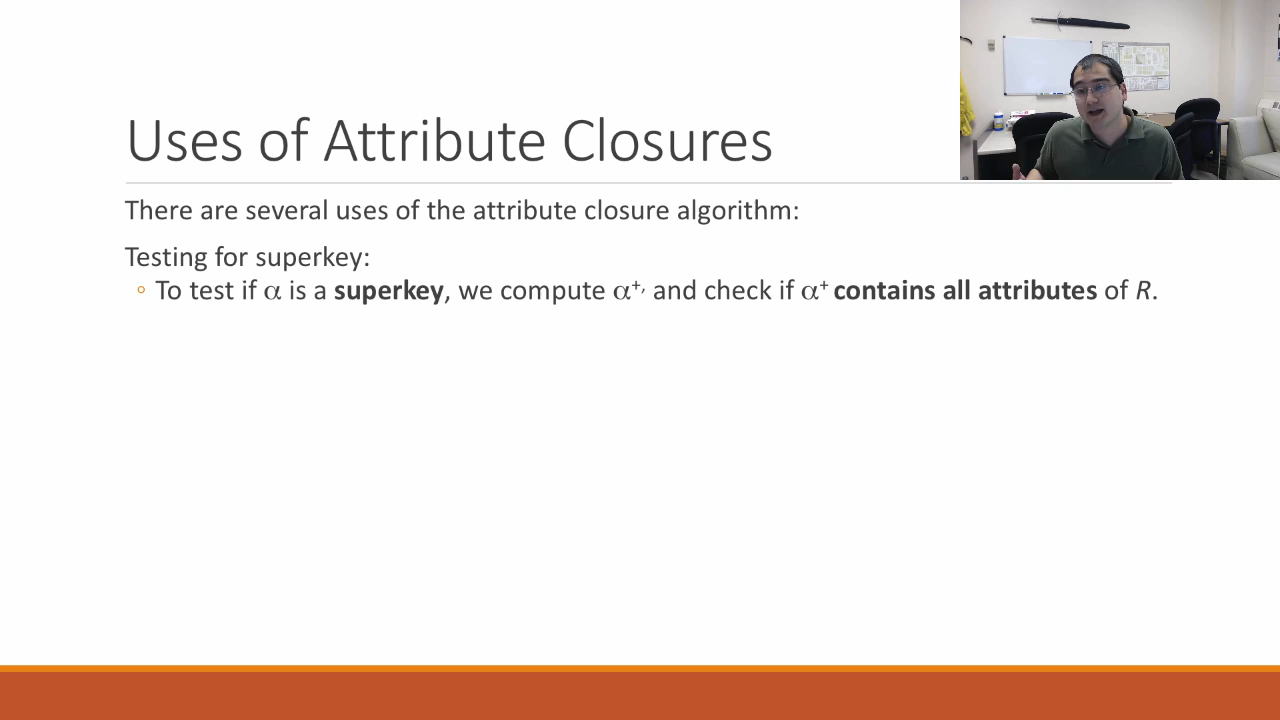 Uses of Attribute Closures
There are several uses of the attribute closure algorithm:
Testing for superkey:
◦ To test if α is a superkey, we compute α⁺, and check if α⁺ contains all attributes of R.